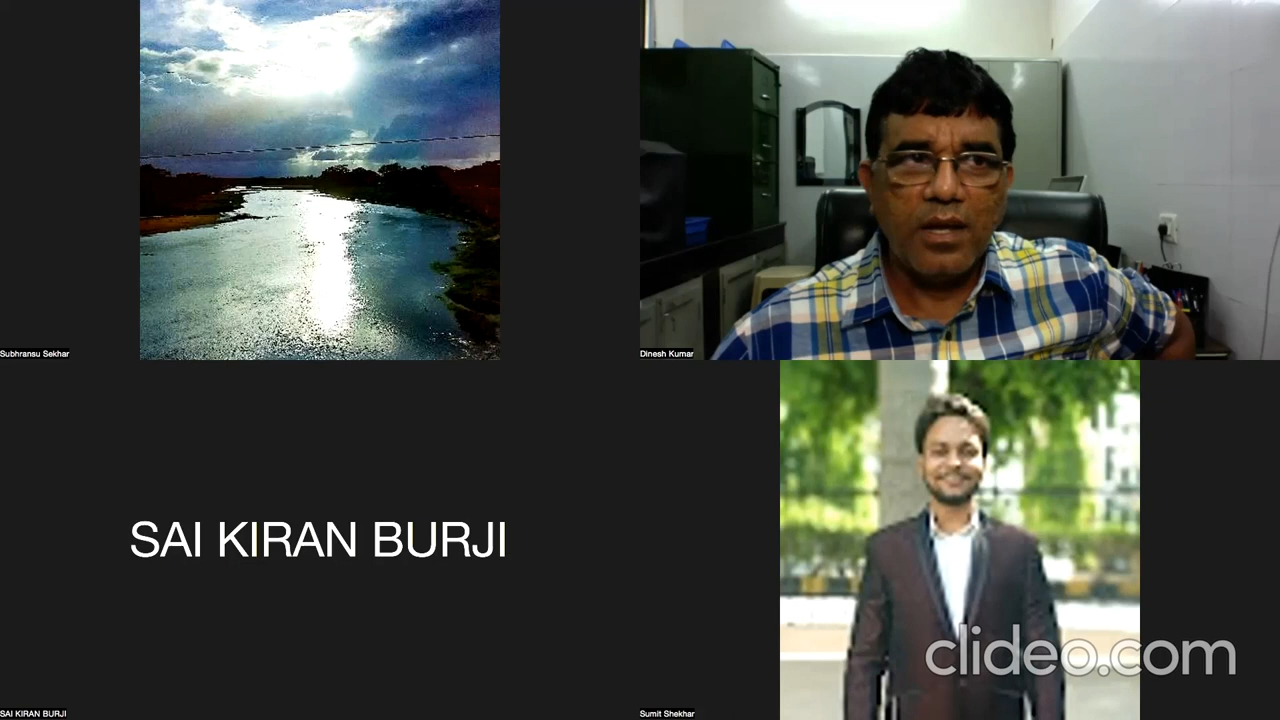 Subhransu Sekhar
Dinesh Kumar
SAI KIRAN BURJI
SAI KIRAN BURJI
Sumit Shekhar
clideo.com